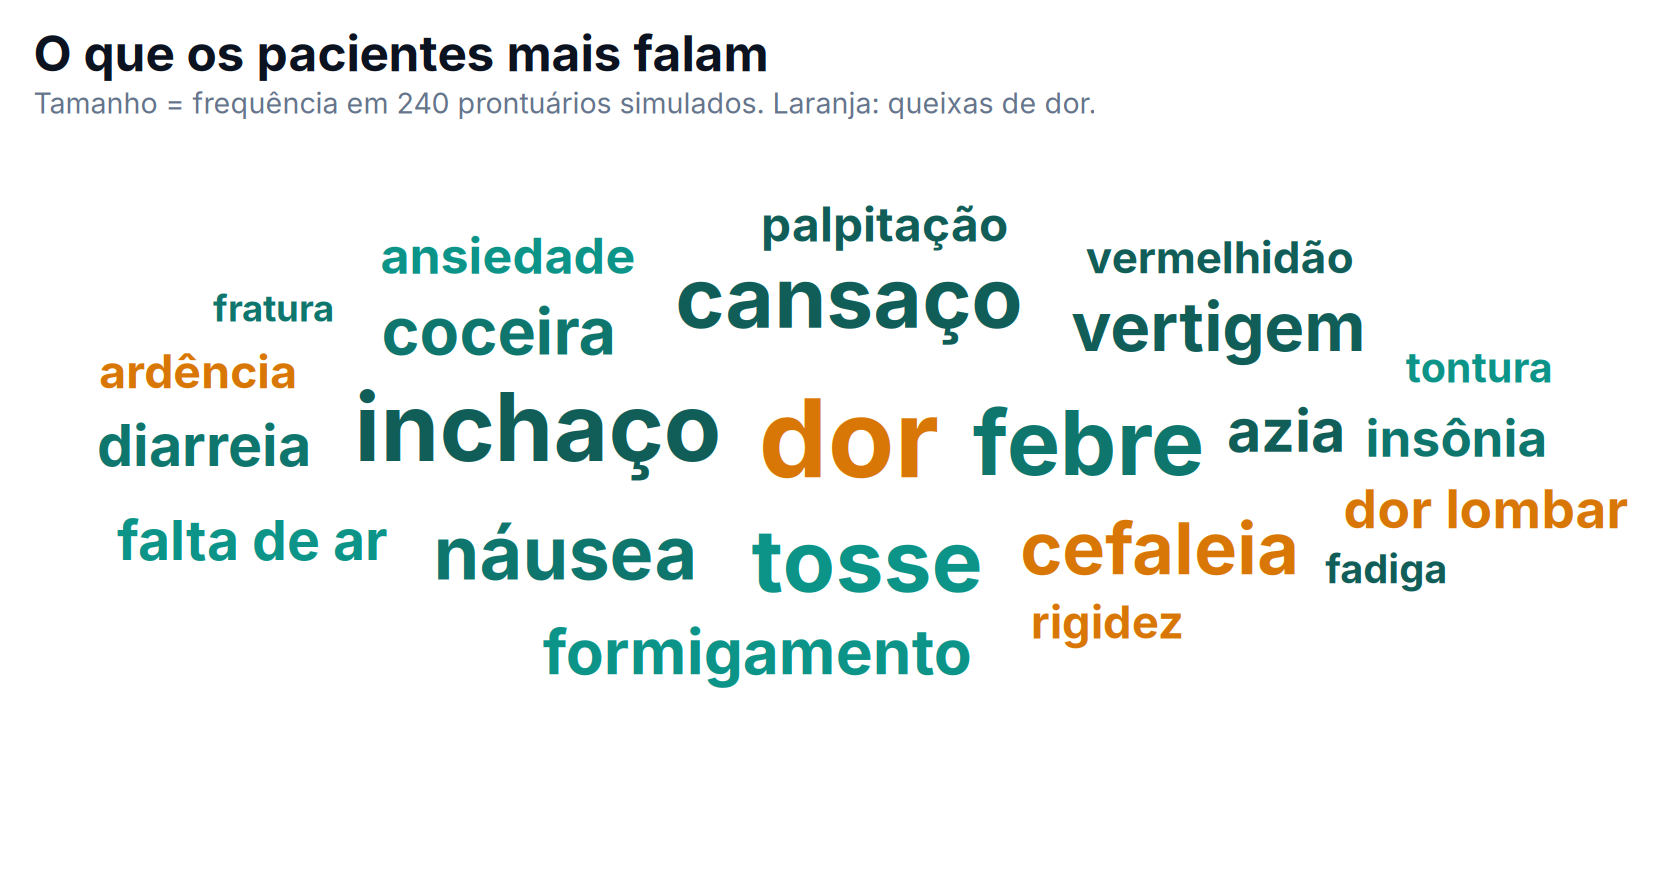 O que os pacientes mais falam
Tamanho = frequência em 240 prontuários simulados. Laranja: queixas de dor.
palpitação
ansiedade
vermelhidão
fratura
coceira
cansaço
vertigem
ardência
tontura
diarreia
inchaço
dor
febre
azia
insônia
dor lombar
falta de ar
náusea
tosse
cefaleia
fadiga
rigidez
formigamento